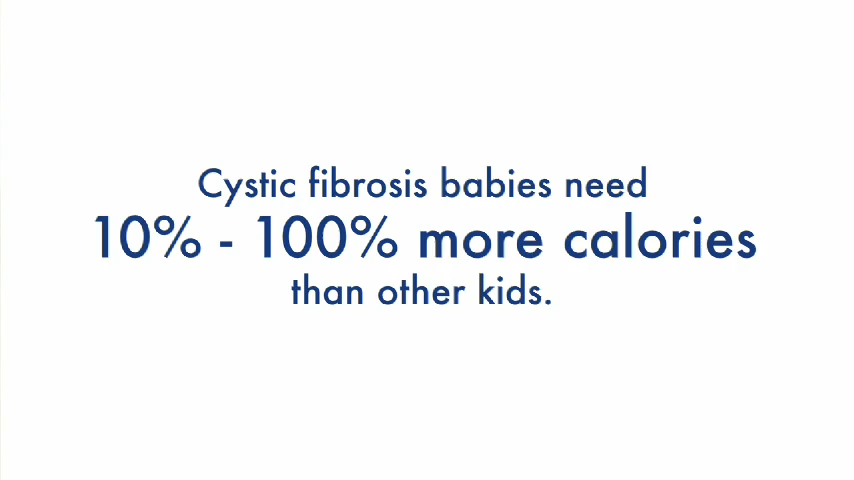 Cystic fibrosis babies need
10% - 100% more calories
than other kids.